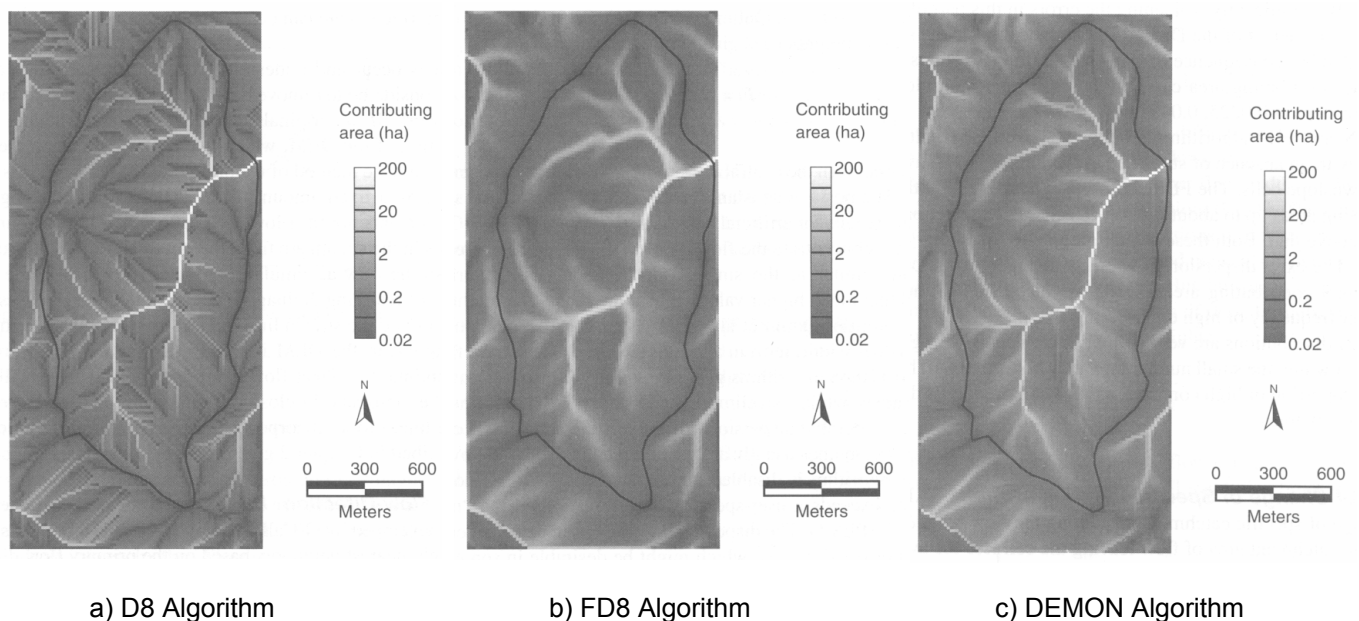 Contributing
area (ha)
200
20
2
0.2
0.02
N
0 300 600
Meters
Contributing
area (ha)
200
20
2
0.2
0.02
N
0 300 600
Meters
Contributing
area (ha)
200
20
2
0.2
0.02
N
0 300 600
Meters
a) D8 Algorithm
b) FD8 Algorithm
c) DEMON Algorithm